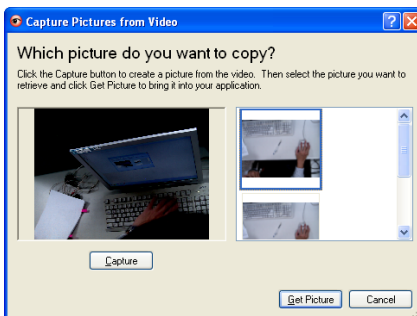 Capture Pictures from Video
Which picture do you want to copy?
Click the Capture button to create a picture from the video. Then select the picture you want to
retrieve and click Get Picture to bring it into your application.
Capture
Get Picture
Cancel